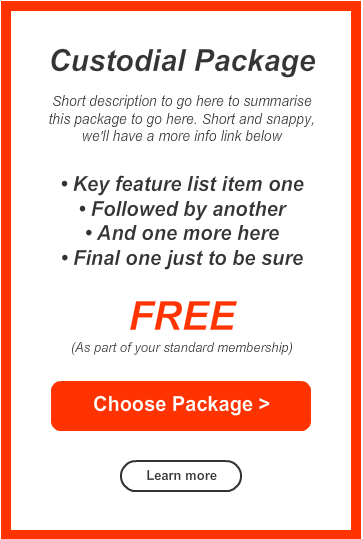 Custodial Package
Short description to go here to summarise
this package to go here. Short and snappy,
we'll have a more info link below
• Key feature list item one
• Followed by another
• And one more here
• Final one just to be sure
FREE
(As part of your standard membership)
Choose Package >
Learn more